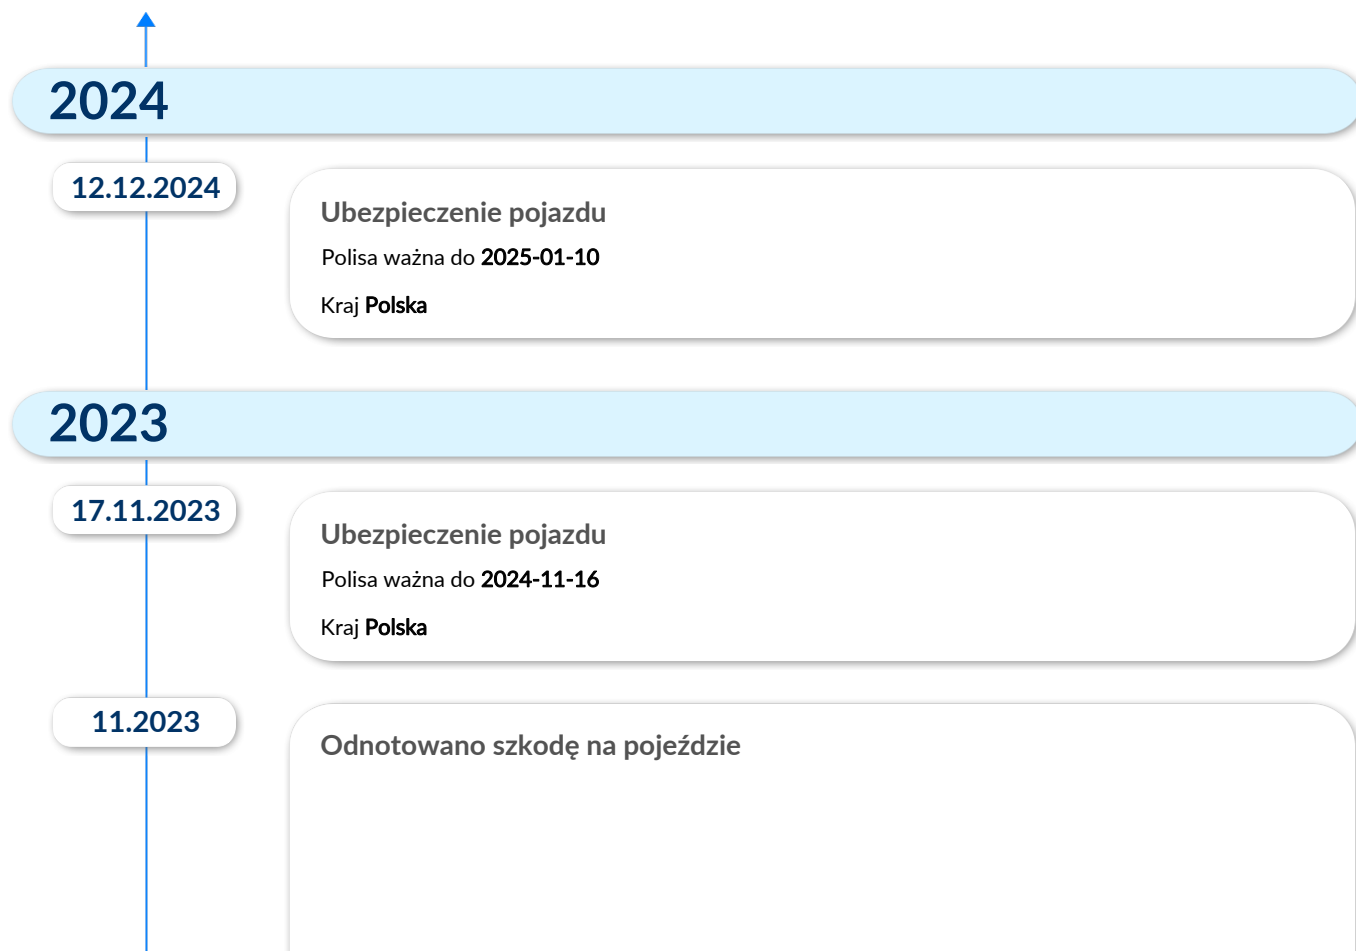 2024
12.12.2024
Ubezpieczenie pojazdu
Polisa ważna do 2025-01-10
Kraj Polska
2023
17.11.2023
Ubezpieczenie pojazdu
Polisa ważna do 2024-11-16
Kraj Polska
11.2023
Odnotowano szkodę na pojeździe